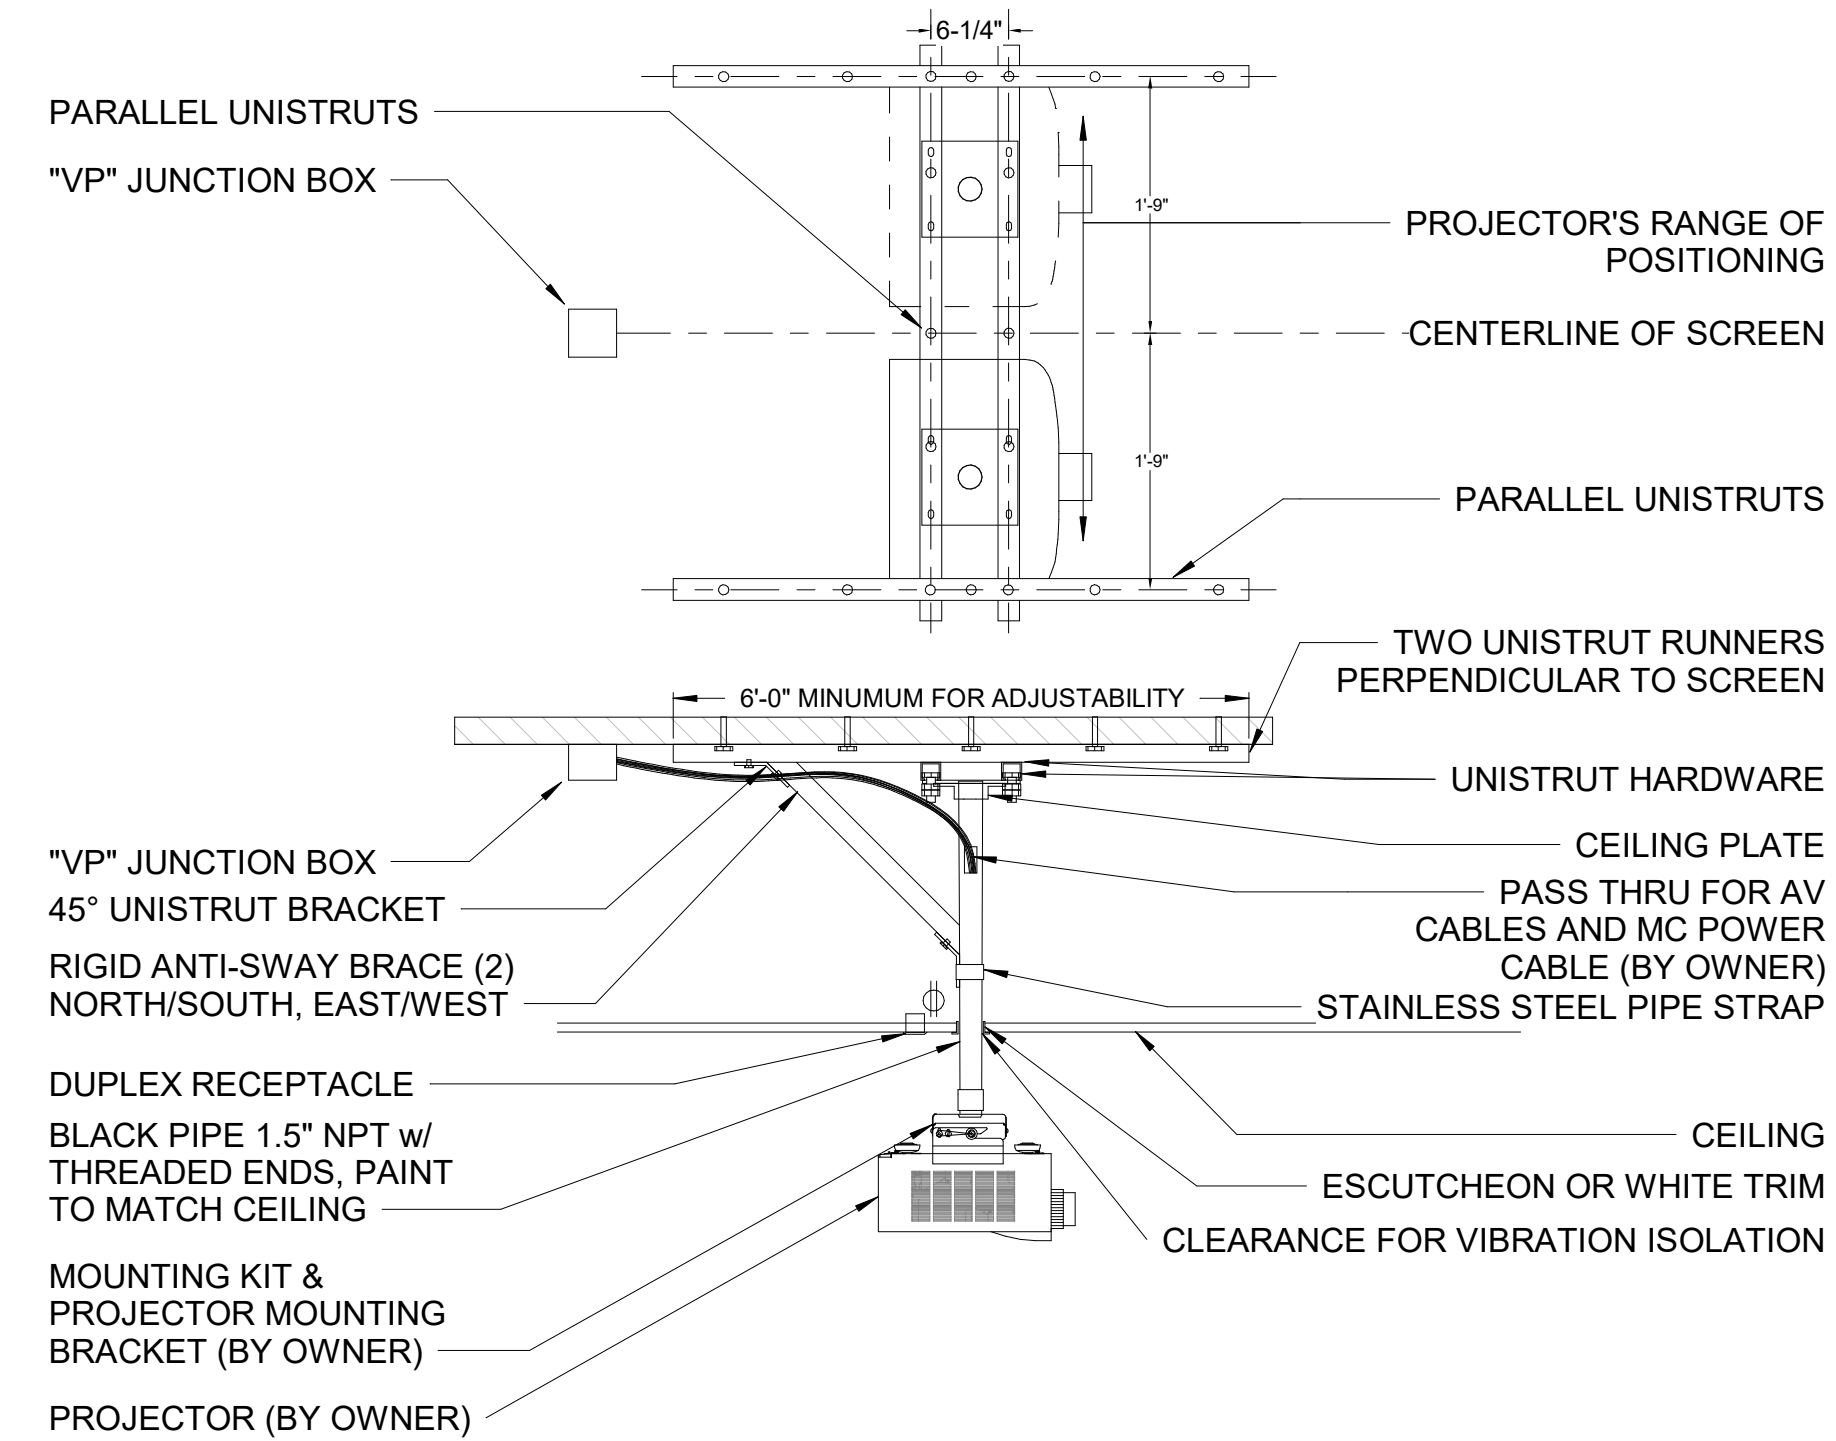 6-1/4"
PARALLEL UNISTRUTS
"VP" JUNCTION BOX
1'-9"
PROJECTOR'S RANGE OF
POSITIONING
CENTERLINE OF SCREEN
1'-9"
PARALLEL UNISTRUTS
TWO UNISTRUT RUNNERS
PERPENDICULAR TO SCREEN
6'-0" MINUMUM FOR ADJUSTABILITY
UNISTRUT HARDWARE
CEILING PLATE
"VP" JUNCTION BOX
45° UNISTRUT BRACKET
PASS THRU FOR AV
CABLES AND MC POWER
CABLE (BY OWNER)
RIGID ANTI-SWAY BRACE (2)
NORTH/SOUTH, EAST/WEST
STAINLESS STEEL PIPE STRAP
DUPLEX RECEPTACLE
BLACK PIPE 1.5" NPT w/
THREADED ENDS, PAINT
TO MATCH CEILING
CEILING
ESCUTCHEON OR WHITE TRIM
CLEARANCE FOR VIBRATION ISOLATION
MOUNTING KIT &
PROJECTOR MOUNTING
BRACKET (BY OWNER)
PROJECTOR (BY OWNER)